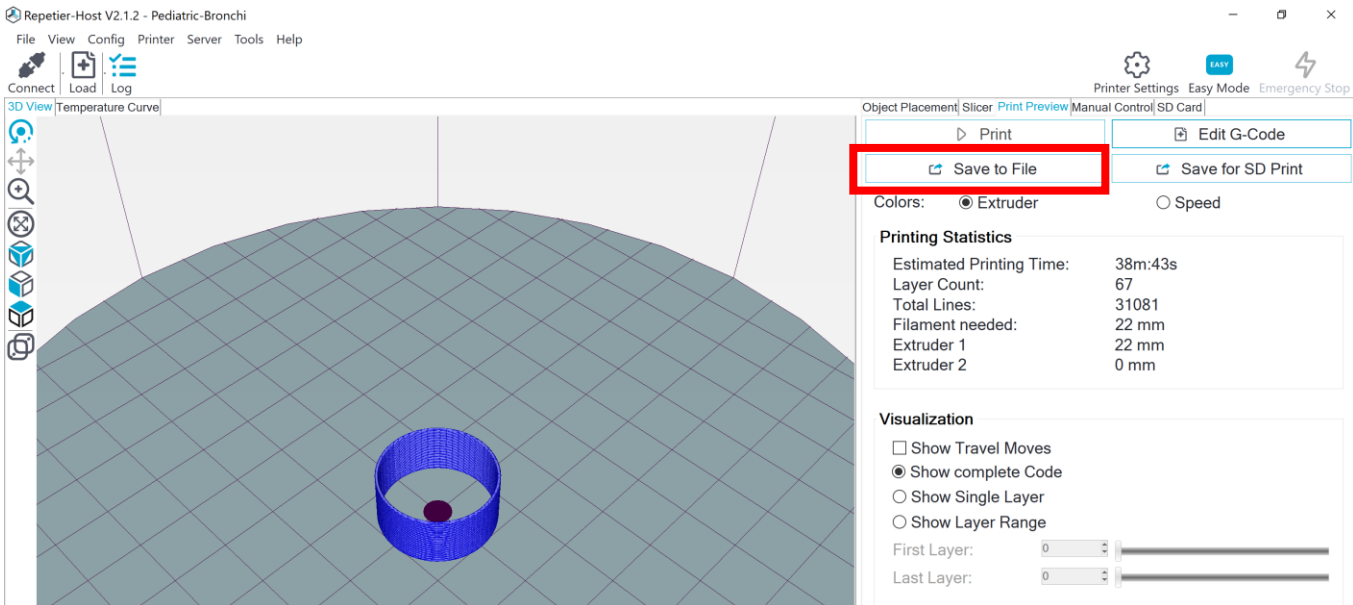 Repetier-Host V2.1.2 - Pediatric-Bronchi
File View Config Printer Server Tools Help
Connect Load Log
EASY
Printer Settings Easy Mode Emergency Stop
3D View Temperature Curve
Object Placement Slicer Print Preview Manual Control SD Card
Print Edit G-Code
Save to File Save for SD Print
Colors: Extruder Speed
Printing Statistics
Estimated Printing Time: 38m:43s
Layer Count: 67
Total Lines: 31081
Filament needed: 22 mm
Extruder 1 22 mm
Extruder 2 0 mm
Visualization
Show Travel Moves
Show complete Code
Show Single Layer
Show Layer Range
First Layer: 0
Last Layer: 0